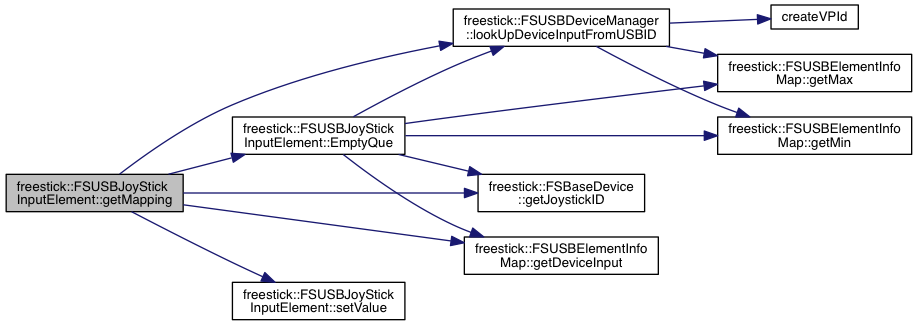 freestick::FSUSBDeviceManager
::lookUpDeviceInputFromUSBID
createVPId
freestick::FSUSBElementInfo
Map::getMax
freestick::FSUSBJoyStick
InputElement::EmptyQue
freestick::FSUSBElementInfo
Map::getMin
freestick::FSUSBJoyStick
InputElement::getMapping
freestick::FSBaseDevice
::getJoystickID
freestick::FSUSBElementInfo
Map::getDeviceInput
freestick::FSUSBJoyStick
InputElement::setValue